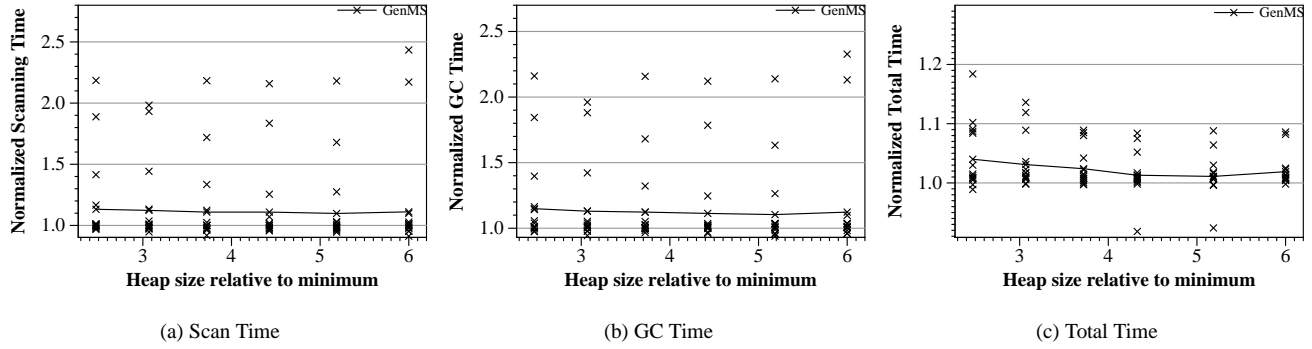 GenMS
Normalized Scanning Time
2.5
2.0
1.5
1.0
3
4
5
6
Heap size relative to minimum
(a) Scan Time
GenMS
Normalized GC Time
2.5
2.0
1.5
1.0
3
4
5
6
Heap size relative to minimum
(b) GC Time
GenMS
Normalized Total Time
1.2
1.1
1.0
3
4
5
6
Heap size relative to minimum
(c) Total Time